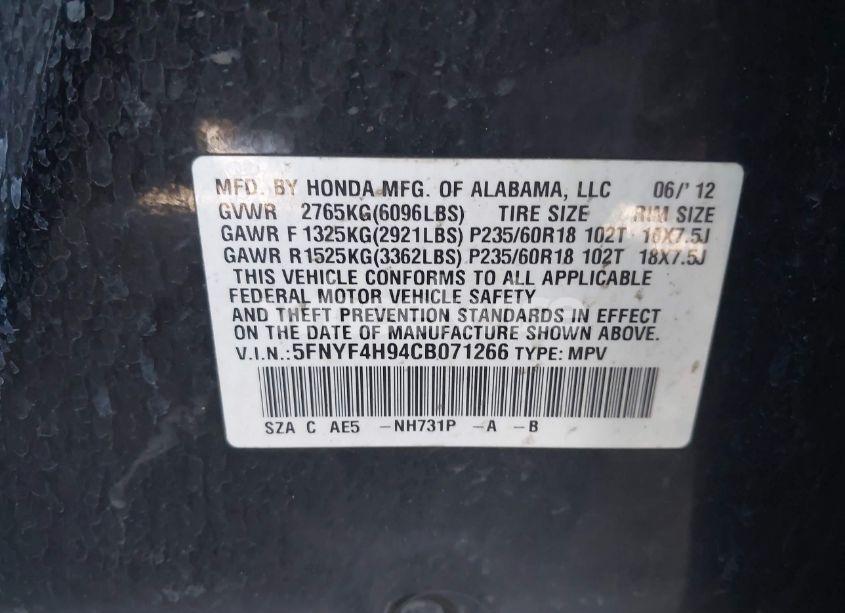 MFD. BY HONDA MFG. OF ALABAMA, LLC 06/' 12
GVWR 2765KG(6096LBS) TIRE SIZE RIM SIZE
GAWR F 1325KG(2921LBS) P235/60R18 102T 18X7.5J
GAWR R1525KG(3362LBS) P235/60R18 102T 18X7.5J
THIS VEHICLE CONFORMS TO ALL APPLICABLE
FEDERAL MOTOR VEHICLE SAFETY
AND THEFT PREVENTION STANDARDS IN EFFECT
ON THE DATE OF MANUFACTURE SHOWN ABOVE.
V.I.N.:5FNYF4H94CB071266 TYPE: MPV
SZA C AE5 -NH731P -A -B